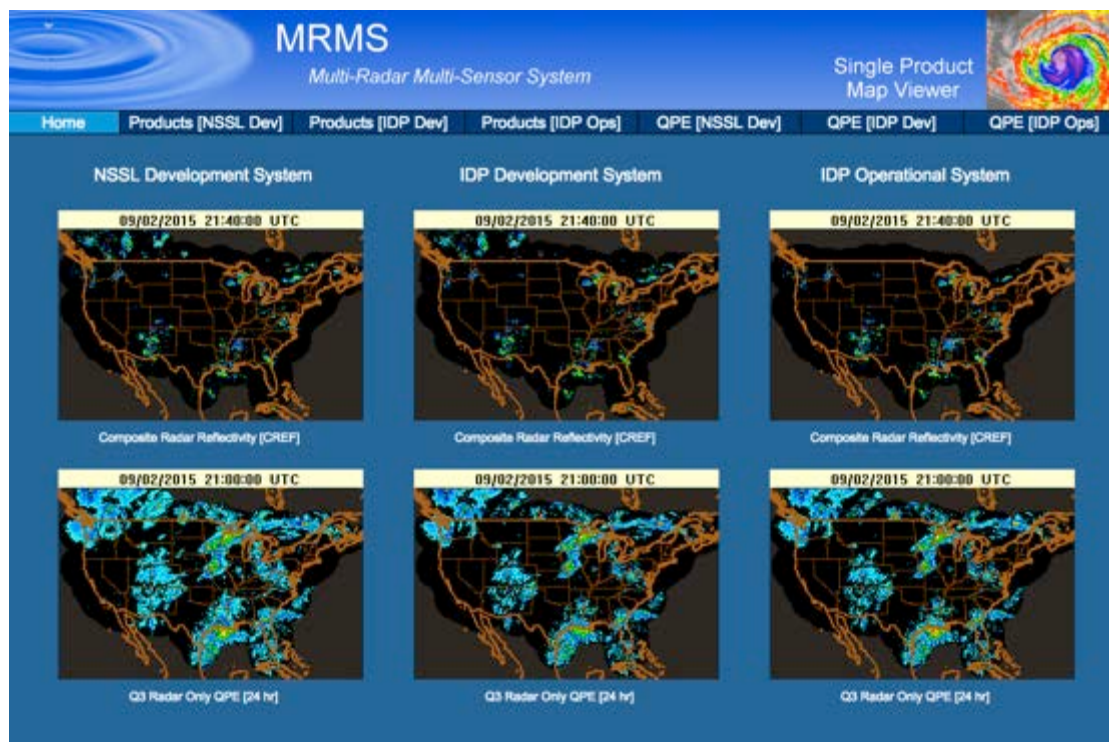 MRMS
Multi-Radar Multi-Sensor System
Single Product
Map Viewer
Home Products [NSSL Dev] Products [IDP Dev] Products [IDP Ops] QPE [NSSL Dev] QPE [IDP Dev] QPE [IDP Ops]
NSSL Development System IDP Development System IDP Operational System
09/02/2015 21:40:00 UTC 09/02/2015 21:40:00 UTC 09/02/2015 21:40:00 UTC
Composite Radar Reflectivity [CREF] Composite Radar Reflectivity [CREF] Composite Radar Reflectivity [CREF]
09/02/2015 21:00:00 UTC 09/02/2015 21:00:00 UTC 09/02/2015 21:00:00 UTC
Q3 Radar Only QPE [24 hr] Q3 Radar Only QPE [24 hr] Q3 Radar Only QPE [24 hr]